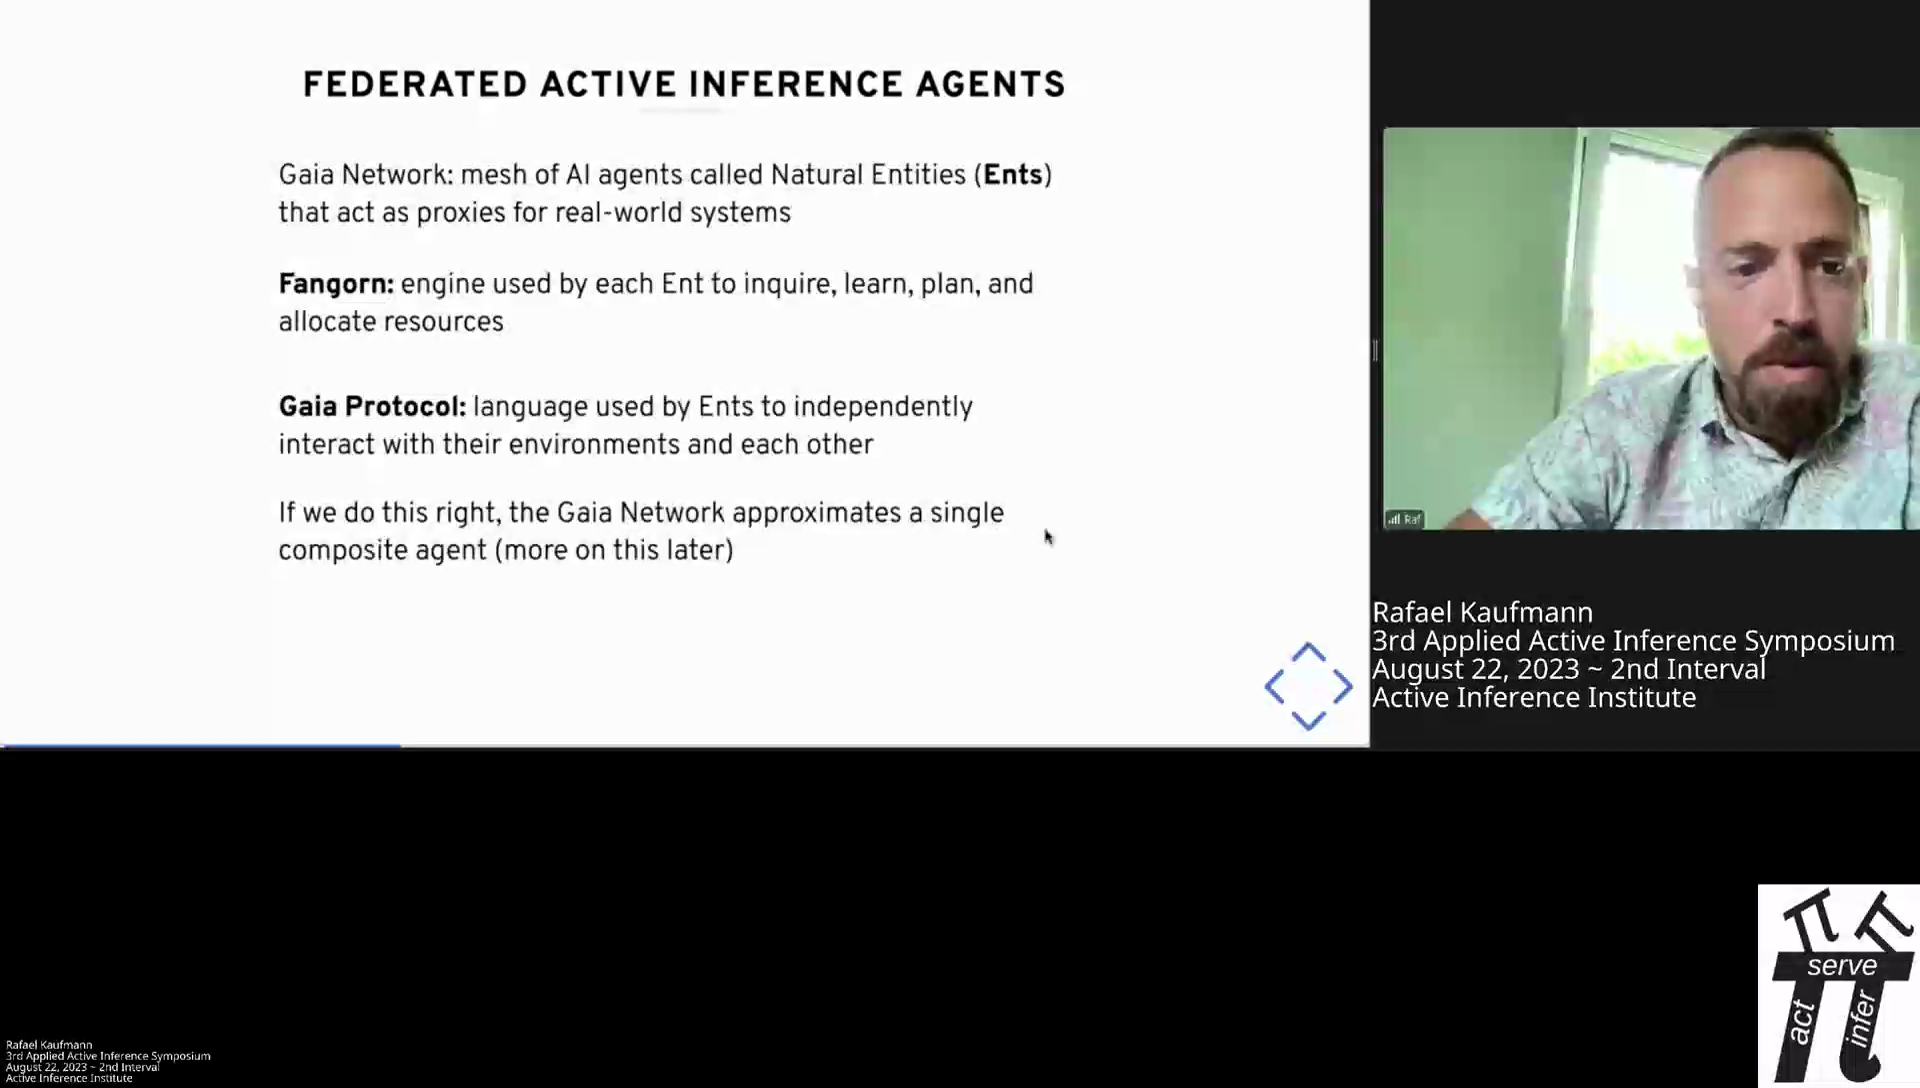 FEDERATED ACTIVE INFERENCE AGENTS
Gaia Network: mesh of AI agents called Natural Entities (Ents)
that act as proxies for real-world systems
Fangorn: engine used by each Ent to inquire, learn, plan, and
allocate resources
Gaia Protocol: language used by Ents to independently
interact with their environments and each other
If we do this right, the Gaia Network approximates a single
composite agent (more on this later)
Raf
Rafael Kaufmann
3rd Applied Active Inference Symposium
August 22, 2023 ~ 2nd Interval
Active Inference Institute
serve
act
infer
Rafael Kaufmann
3rd Applied Active Inference Symposium
August 22, 2023 ~ 2nd Interval
Active Inference Institute